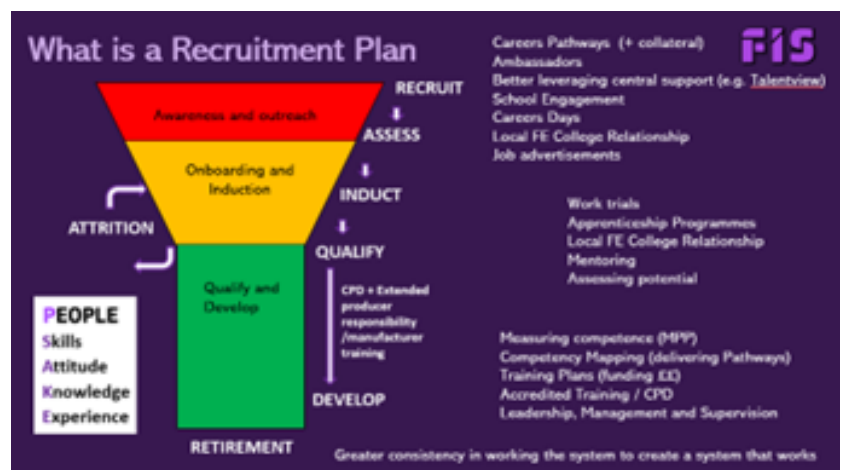 What is a Recruitment Plan
FIS
Careers Pathways (+ collateral)
Ambassadors
Better leveraging central support (e.g. Talentview)
School Engagement
Careers Days
Local FE College Relationship
Job advertisements
RECRUIT
Awareness and outreach
ASSESS
Onboarding and
Induction
INDUCT
ATTRITION
QUALIFY
Work trials
Apprenticeship Programmes
Local FE College Relationship
Mentoring
Assessing potential
Qualify and
Develop
CPD + Extended
producer
responsibility
/manufacturer
training
DEVELOP
PEOPLE
Skills
Attitude
Knowledge
Experience
Measuring competence (MPP)
Competency Mapping (delivering Pathways)
Training Plans (funding ££)
Accredited Training / CPD
Leadership, Management and Supervision
RETIREMENT
Greater consistency in working the system to create a system that works